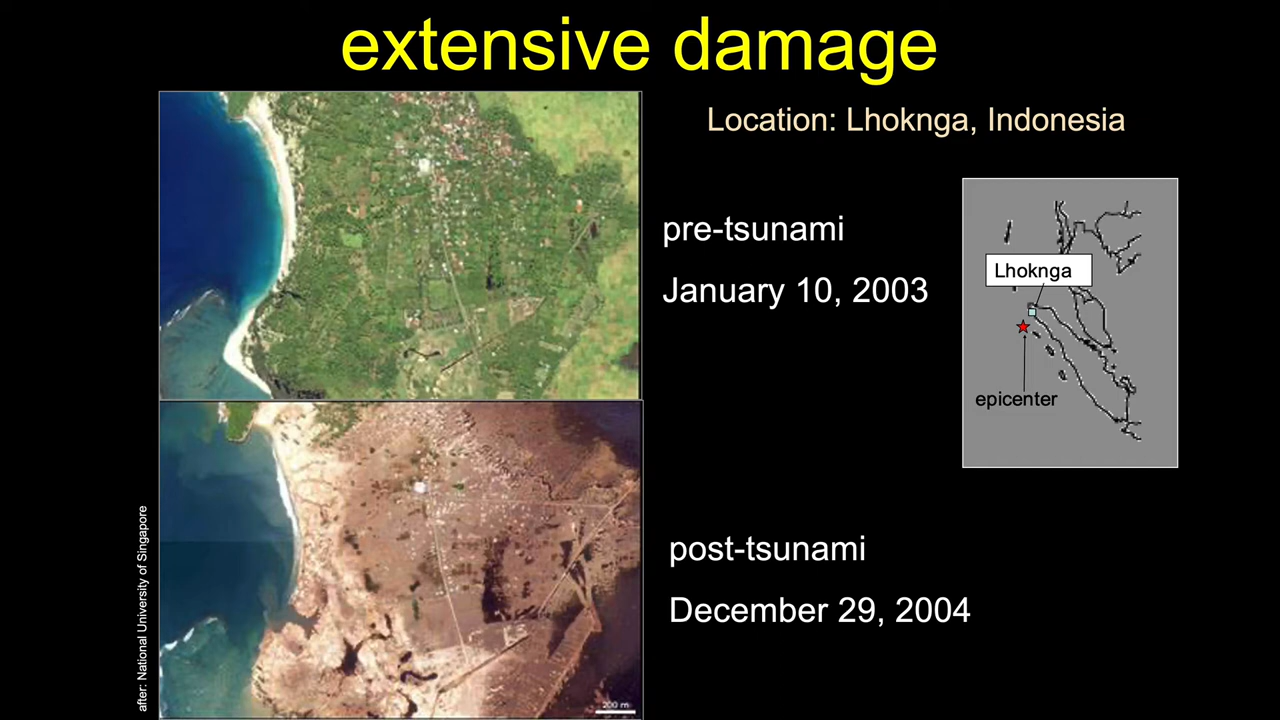 extensive damage
Location: Lhoknga, Indonesia
pre-tsunami
January 10, 2003
Lhoknga
epicenter
post-tsunami
December 29, 2004
after: National University of Singapore
200 m